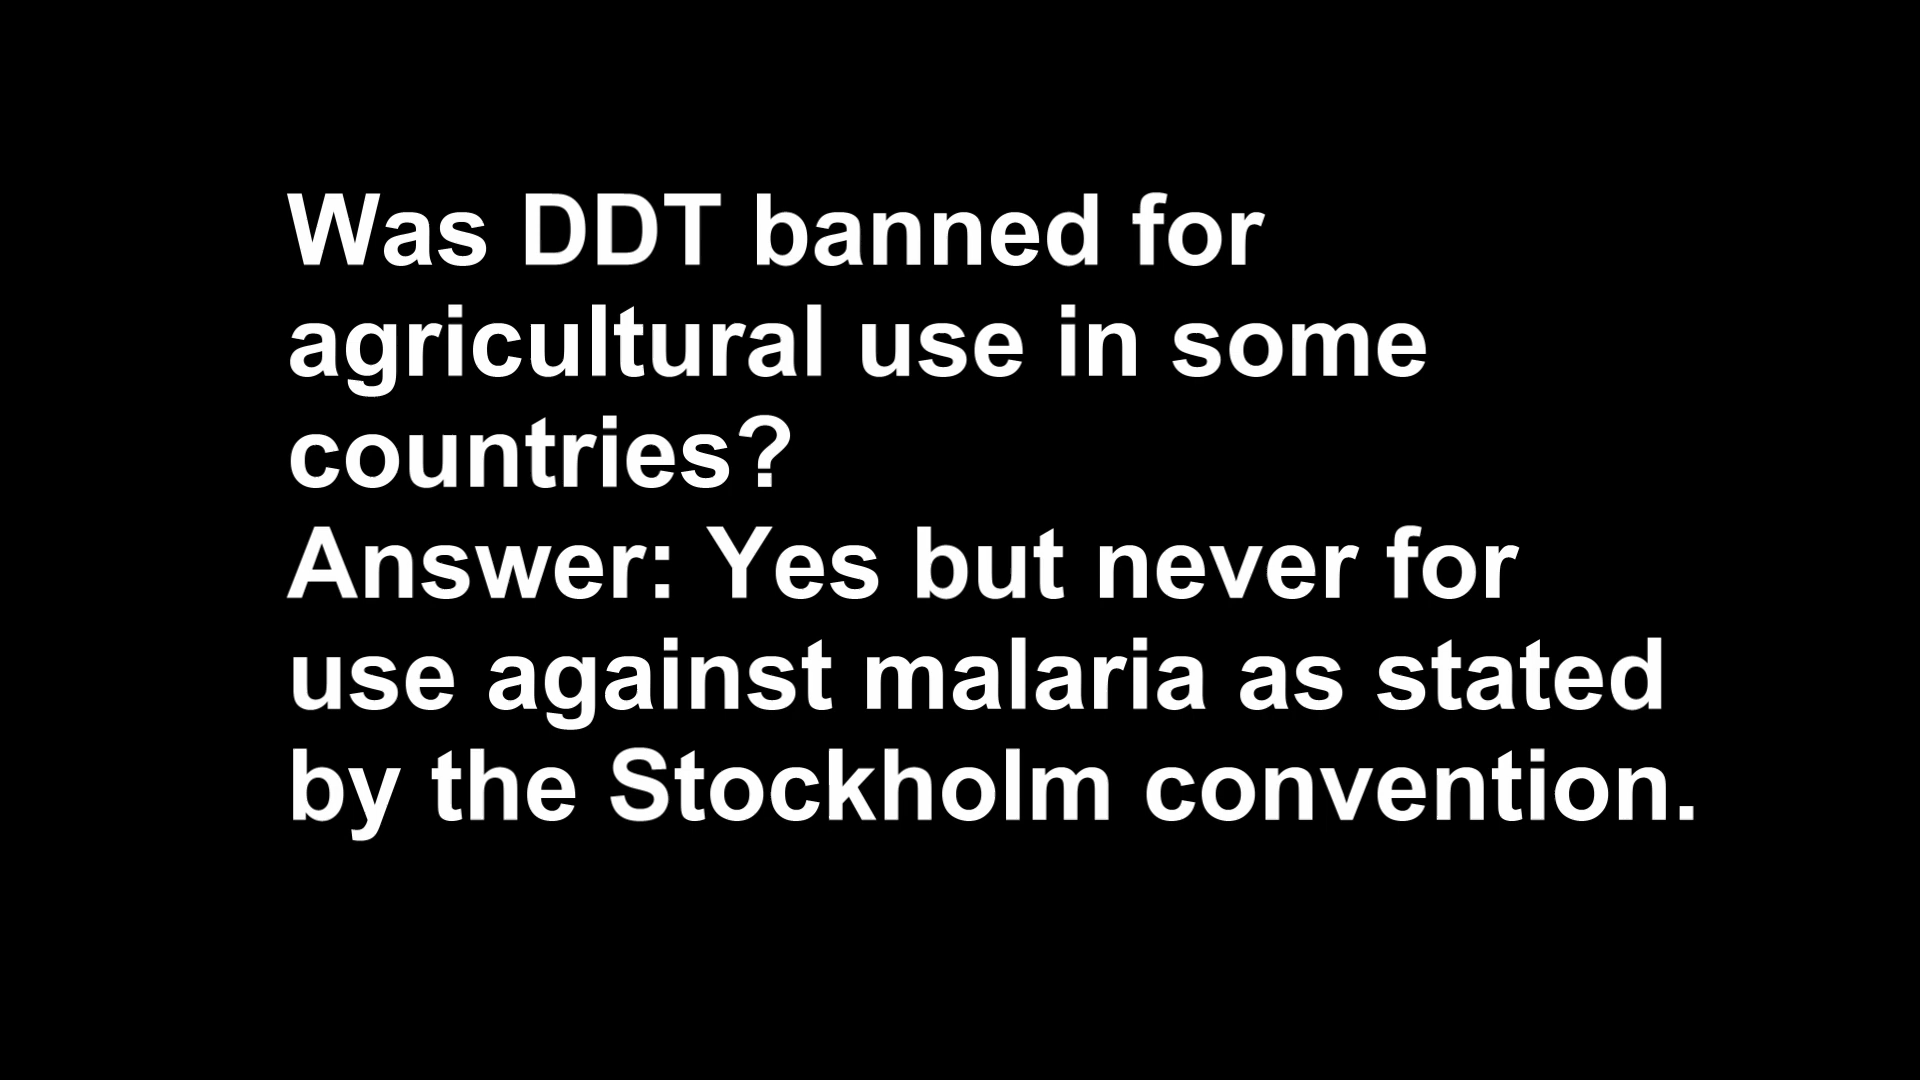 Was DDT banned for
agricultural use in some
countries?
Answer: Yes but never for
use against malaria as stated
by the Stockholm convention.